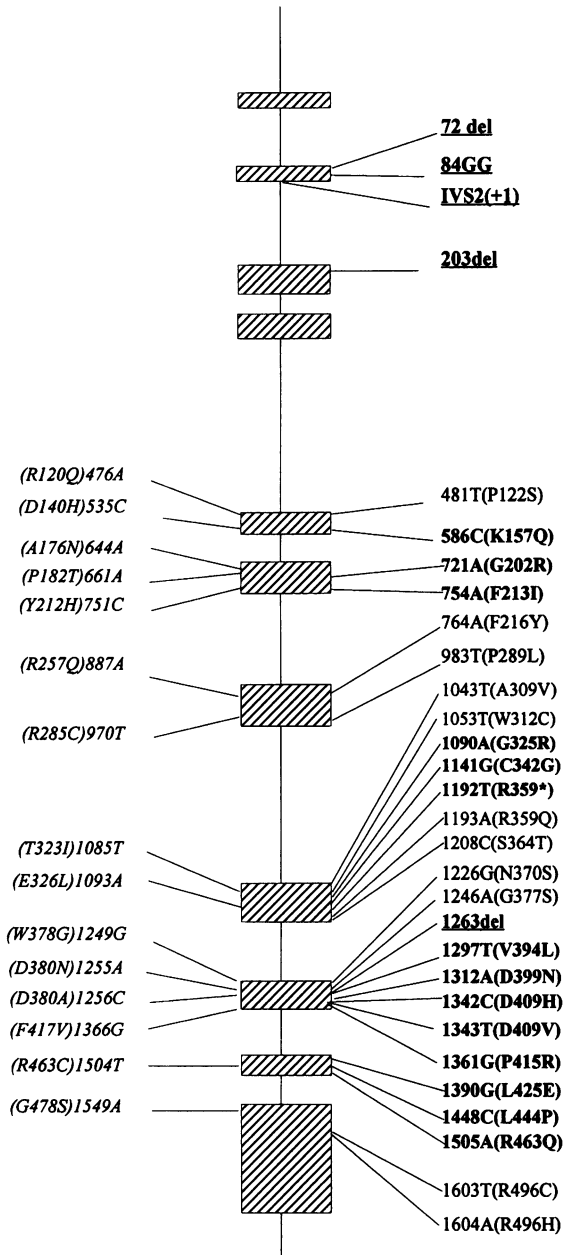 72 del
84GG
IVS2(+1)
203del
(R120Q)476A
(D140H)535C
(A176N)644A
(P182T)661A
(Y212H)751C
(R257Q)887A
(R285C)970T
(T323I)1085T
(E326L)1093A
(W378G)1249G
(D380N)1255A
(D380A)1256C
(F417V)1366G
(R463C)1504T
(G478S)1549A
481T(P122S)
586C(K157Q)
721A(G202R)
754A(F213I)
764A(F216Y)
983T(P289L)
1043T(A309V)
1053T(W312C)
1090A(G325R)
1141G(C342G)
1192T(R359*)
1193A(R359Q)
1208C(S364T)
1226G(N370S)
1246A(G377S)
1263del
1297T(V394L)
1312A(D399N)
1342C(D409H)
1343T(D409V)
1361G(P415R)
1390G(L425E)
1448C(L444P)
1505A(R463Q)
1603T(R496C)
1604A(R496H)